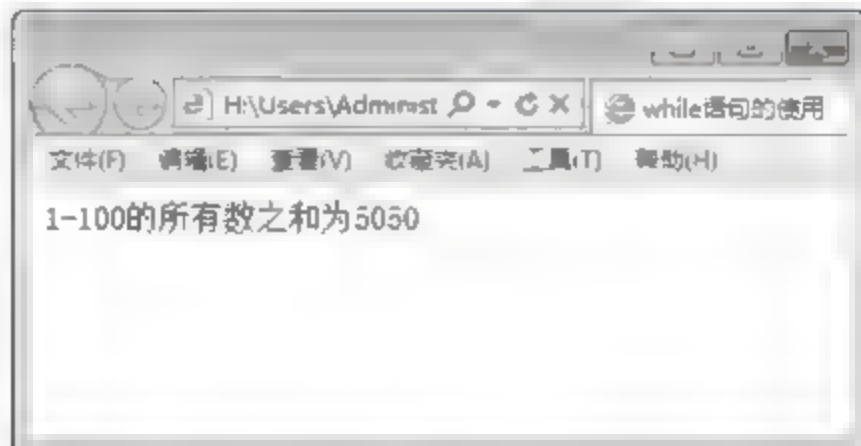 H:\Users\Administ
while语句的使用
文件(F) 编辑(E) 查看(V) 收藏夹(A) 工具(T) 帮助(H)
1-100的所有数之和为5050